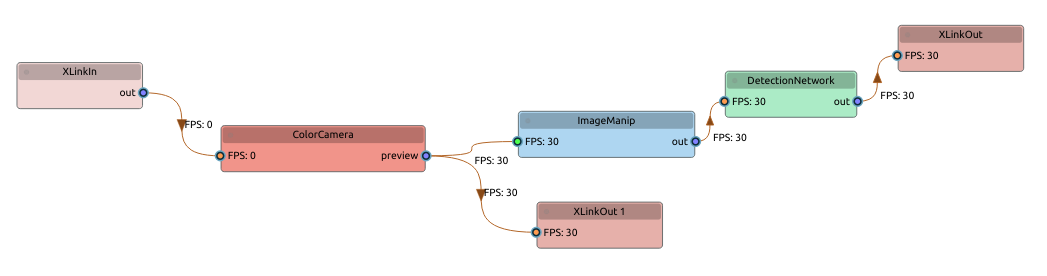 XLinkIn
out
FPS: 0
ColorCamera
FPS: 0
preview
FPS: 30
FPS: 30
ImageManip
FPS: 30
out
FPS: 30
XLinkOut 1
FPS: 30
DetectionNetwork
FPS: 30
out
FPS: 30
XLinkOut
FPS: 30